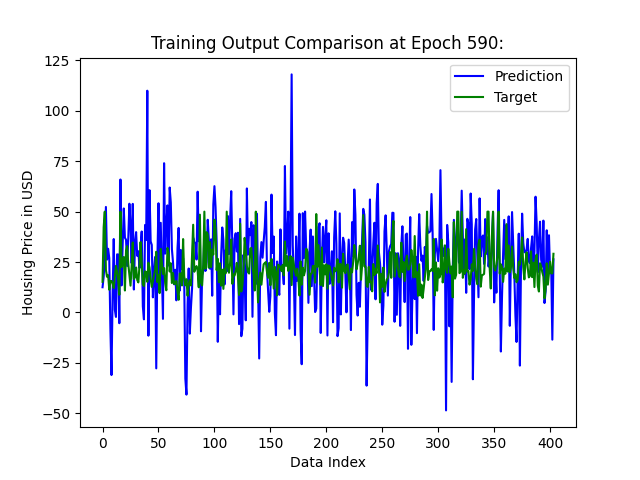 Training Output Comparison at Epoch 590:
Prediction
Target
Housing Price in USD
125
100
75
50
25
0
−25
−50
0 50 100 150 200 250 300 350 400
Data Index